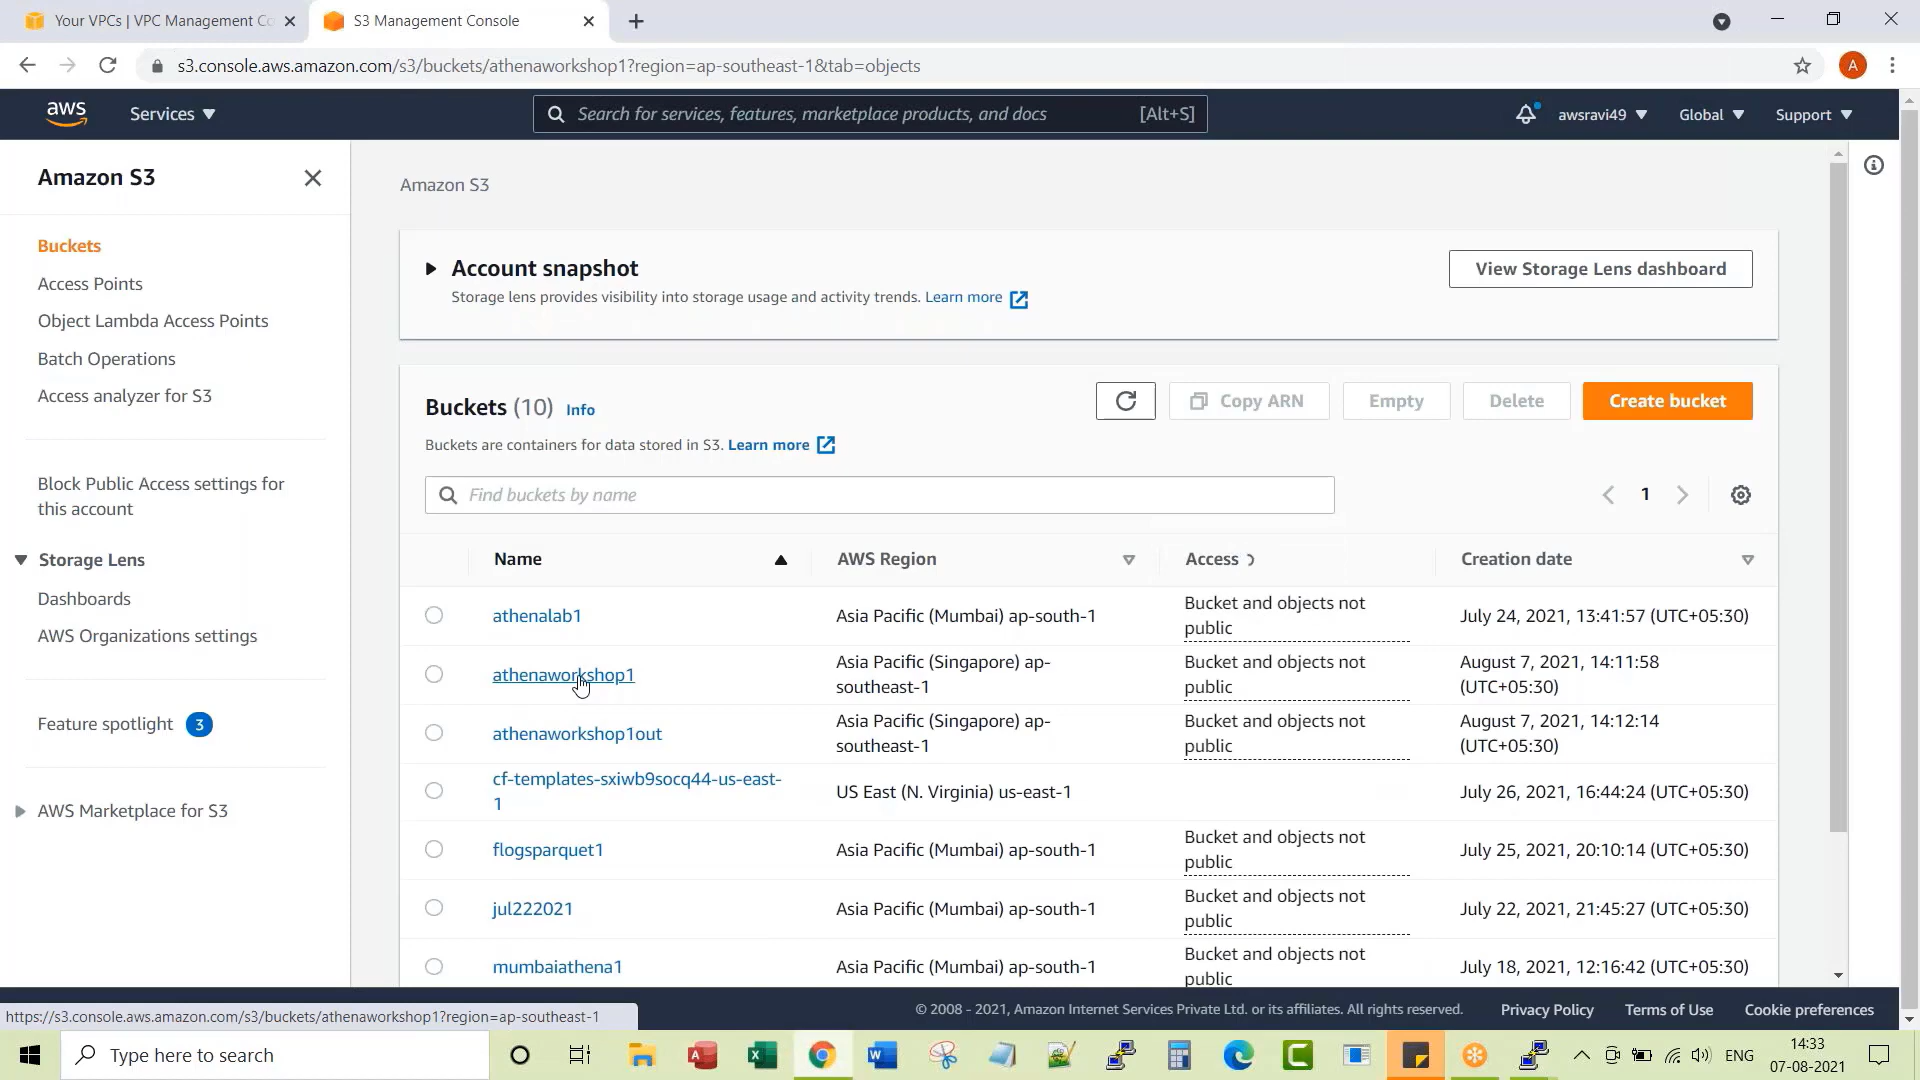 Your VPCs | VPC Management Co
S3 Management Console
s3.console.aws.amazon.com/s3/buckets/athenaworkshop1?region=ap-southeast-1&tab=objects
A
aws
Services
Search for services, features, marketplace products, and docs
[Alt+S]
awsravi49
Global
Support
Amazon S3
Buckets
Access Points
Object Lambda Access Points
Batch Operations
Access analyzer for S3
Block Public Access settings for
this account
Storage Lens
Dashboards
AWS Organizations settings
Feature spotlight 3
AWS Marketplace for S3
Amazon S3
Account snapshot
Storage lens provides visibility into storage usage and activity trends. Learn more
View Storage Lens dashboard
Buckets (10) Info
Copy ARN
Empty
Delete
Create bucket
Buckets are containers for data stored in S3. Learn more
Find buckets by name
1
Name
AWS Region
Access
Creation date
athenalab1
Asia Pacific (Mumbai) ap-south-1
Bucket and objects not
public
July 24, 2021, 13:41:57 (UTC+05:30)
athenaworkshop1
Asia Pacific (Singapore) ap-
southeast-1
Bucket and objects not
public
August 7, 2021, 14:11:58
(UTC+05:30)
athenaworkshop1out
Asia Pacific (Singapore) ap-
southeast-1
Bucket and objects not
public
August 7, 2021, 14:12:14
(UTC+05:30)
cf-templates-sxiwb9socq44-us-east-
1
US East (N. Virginia) us-east-1
July 26, 2021, 16:44:24 (UTC+05:30)
flogsparquet1
Asia Pacific (Mumbai) ap-south-1
Bucket and objects not
public
July 25, 2021, 20:10:14 (UTC+05:30)
jul222021
Asia Pacific (Mumbai) ap-south-1
Bucket and objects not
public
July 22, 2021, 21:45:27 (UTC+05:30)
mumbaiathena1
Asia Pacific (Mumbai) ap-south-1
Bucket and objects not
public
July 18, 2021, 12:16:42 (UTC+05:30)
https://s3.console.aws.amazon.com/s3/buckets/athenaworkshop1?region=ap-southeast-1
© 2008 - 2021, Amazon Internet Services Private Ltd. or its affiliates. All rights reserved.
Privacy Policy
Terms of Use
Cookie preferences
Type here to search
ENG
14:33
07-08-2021